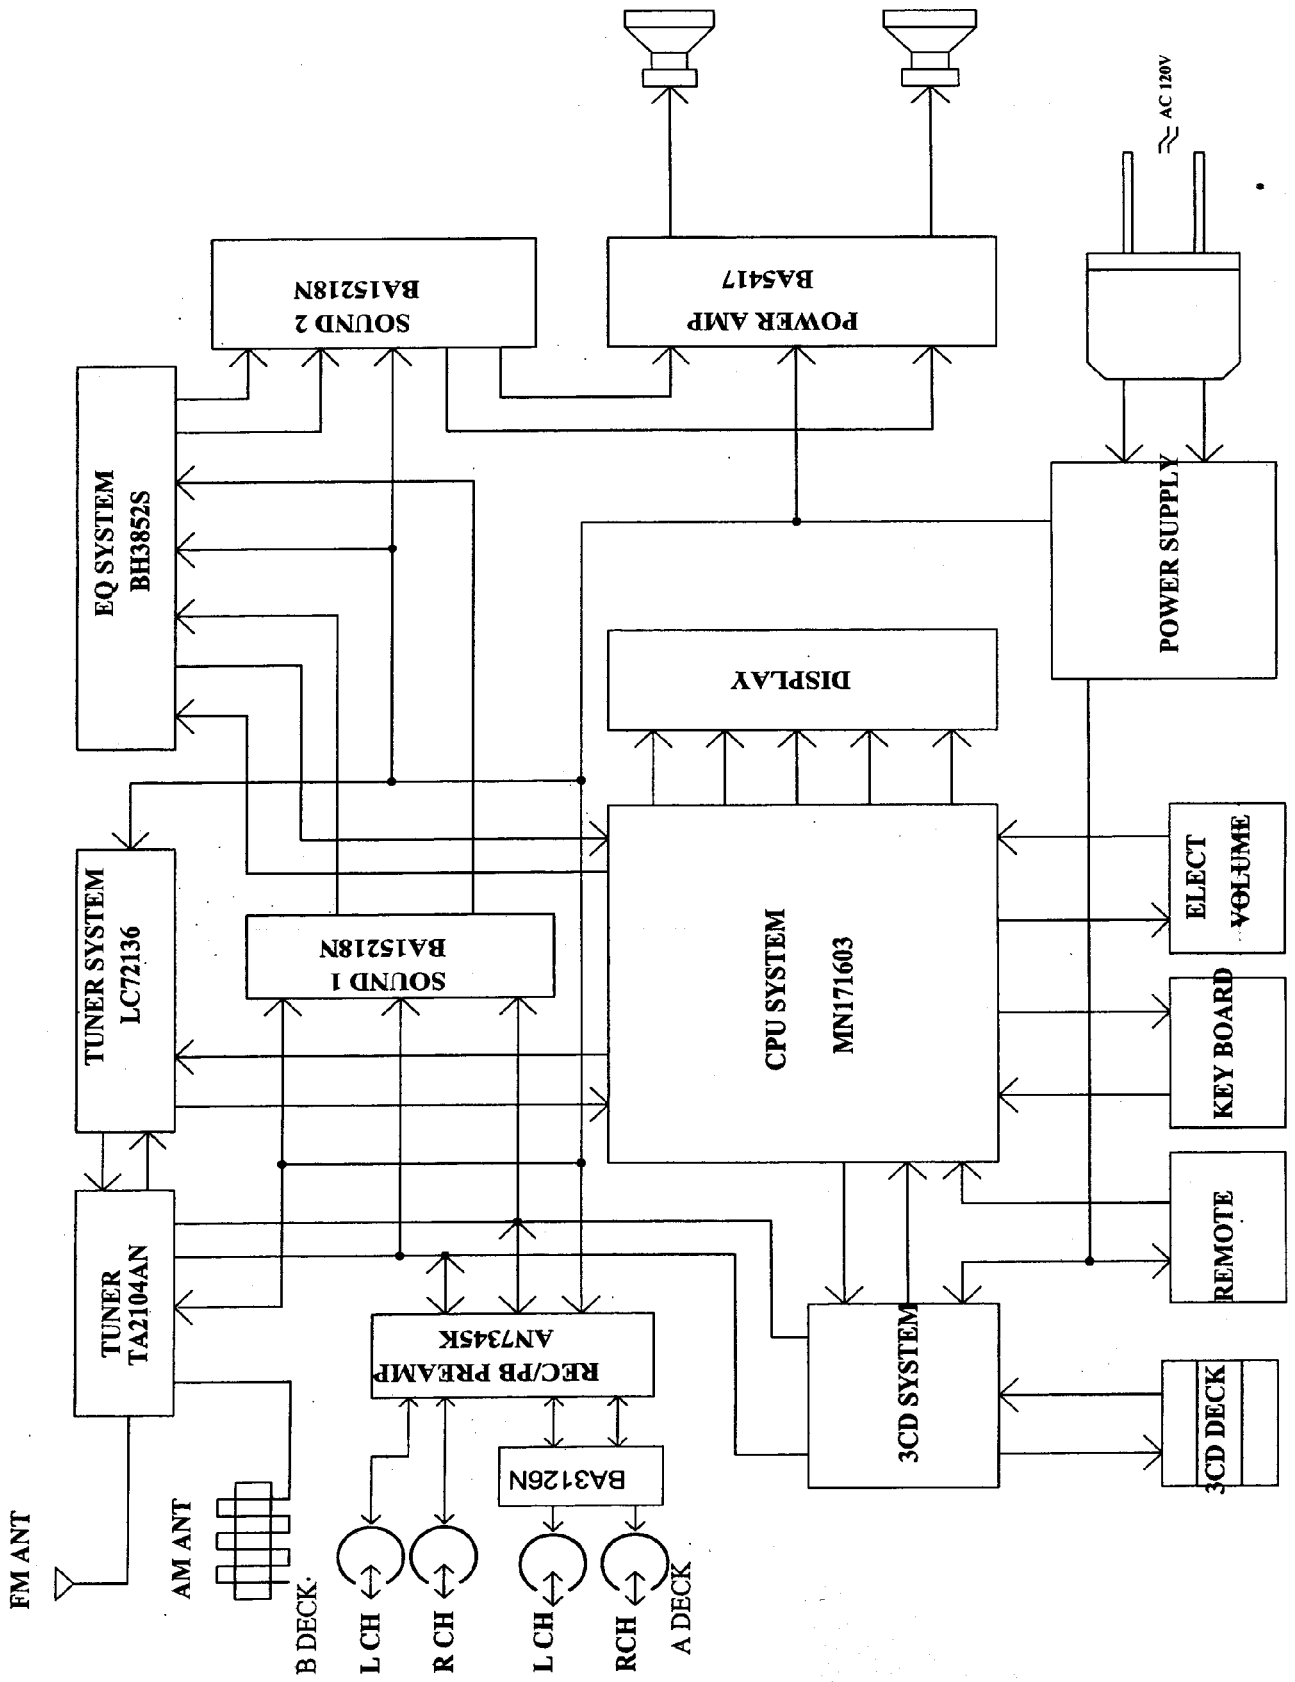 FM ANT
AM ANT
B DECK.
L CH
R CH
L CH
RCH
A DECK
TUNER
TA2104AN
TUNER SYSTEM
LC72136
EQ SYSTEM
BH3852S
SOUND 1
BA15218N
SOUND 2
BA15218N
REC/PB PREAMP
AN7345K
BA3126N
CPU SYSTEM
MN171603
DISPLAY
POWER AMP
BA5417
3CD SYSTEM
3CD DECK
REMOTE
KEY BOARD
ELECT
VOLUME
POWER SUPPLY
AC 120V